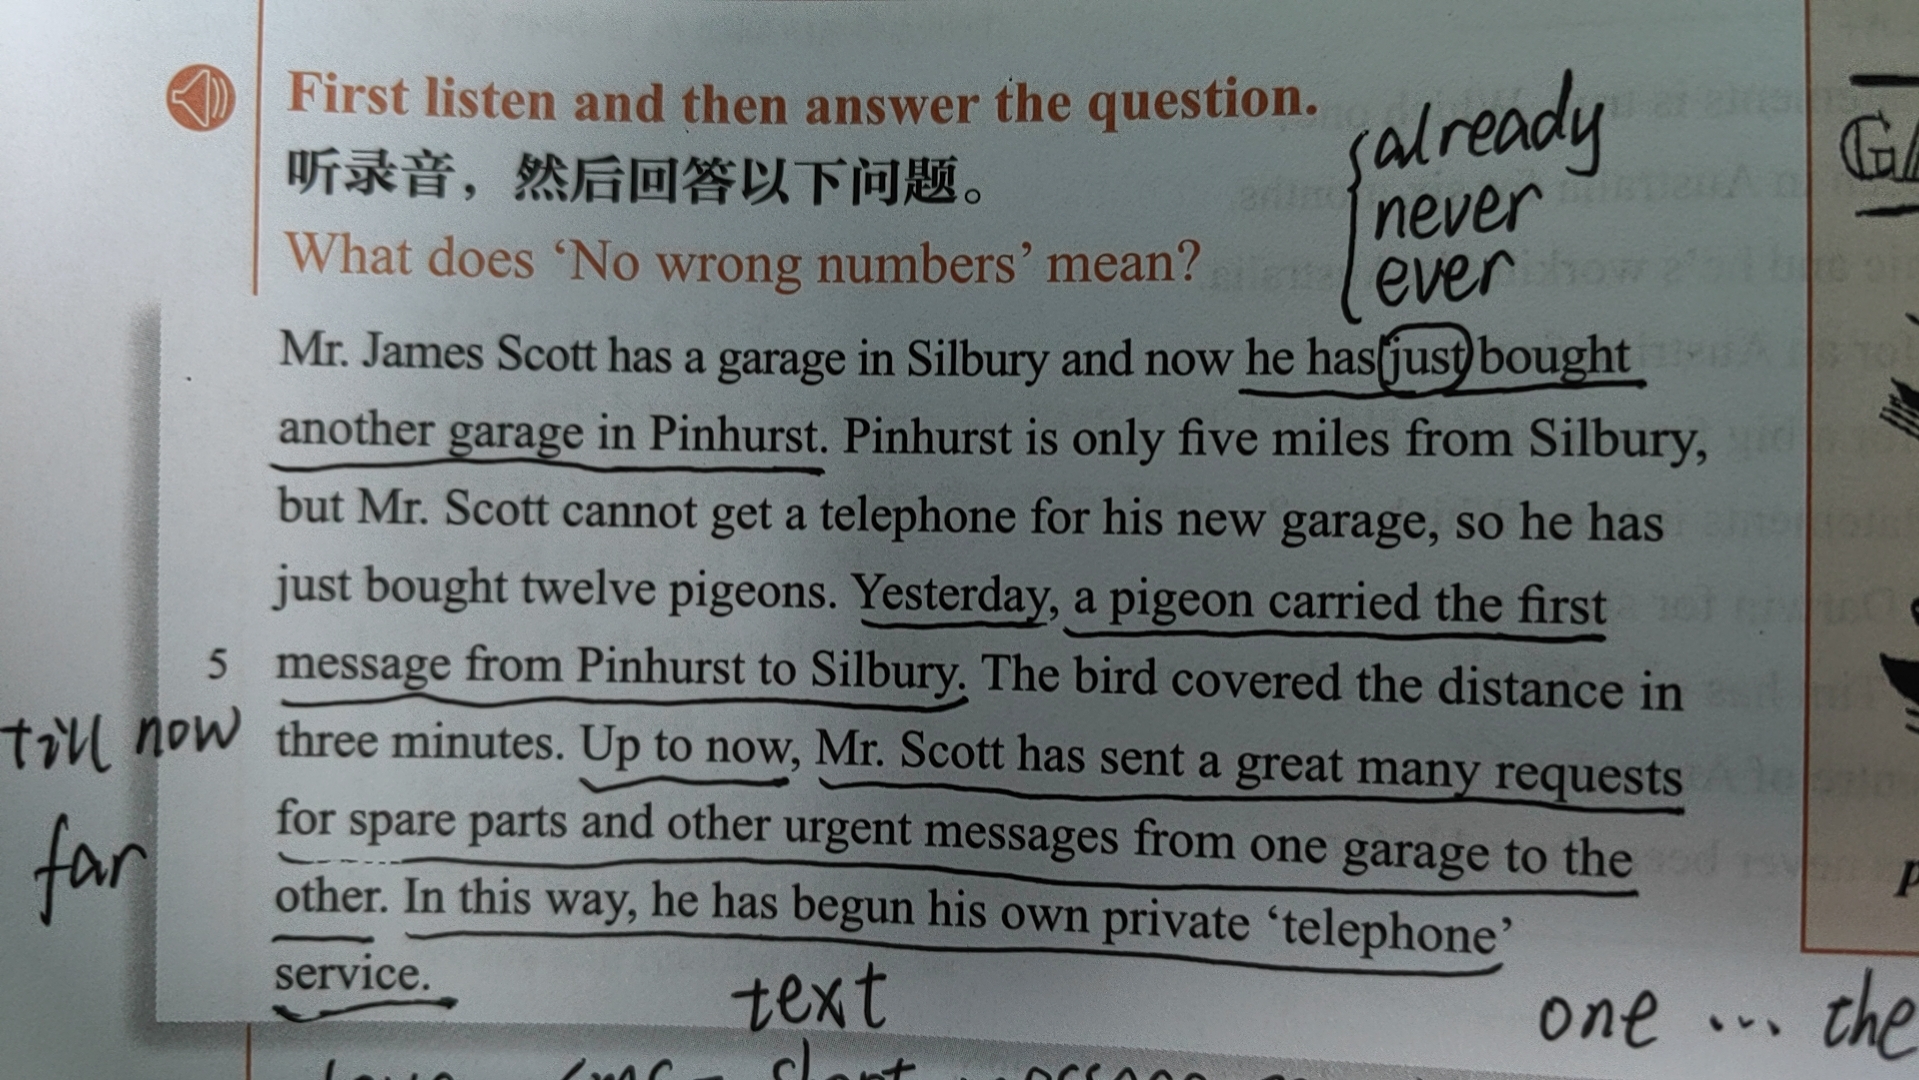 First listen and then answer the question.
听录音，然后回答以下问题。
What does ‘No wrong numbers’ mean?
already
never
ever
Mr. James Scott has a garage in Silbury and now he has just bought
another garage in Pinhurst. Pinhurst is only five miles from Silbury,
but Mr. Scott cannot get a telephone for his new garage, so he has
just bought twelve pigeons. Yesterday, a pigeon carried the first
5 message from Pinhurst to Silbury. The bird covered the distance in
till now
three minutes. Up to now, Mr. Scott has sent a great many requests
for spare parts and other urgent messages from one garage to the
far
other. In this way, he has begun his own private ‘telephone’
service.
text
one ... the